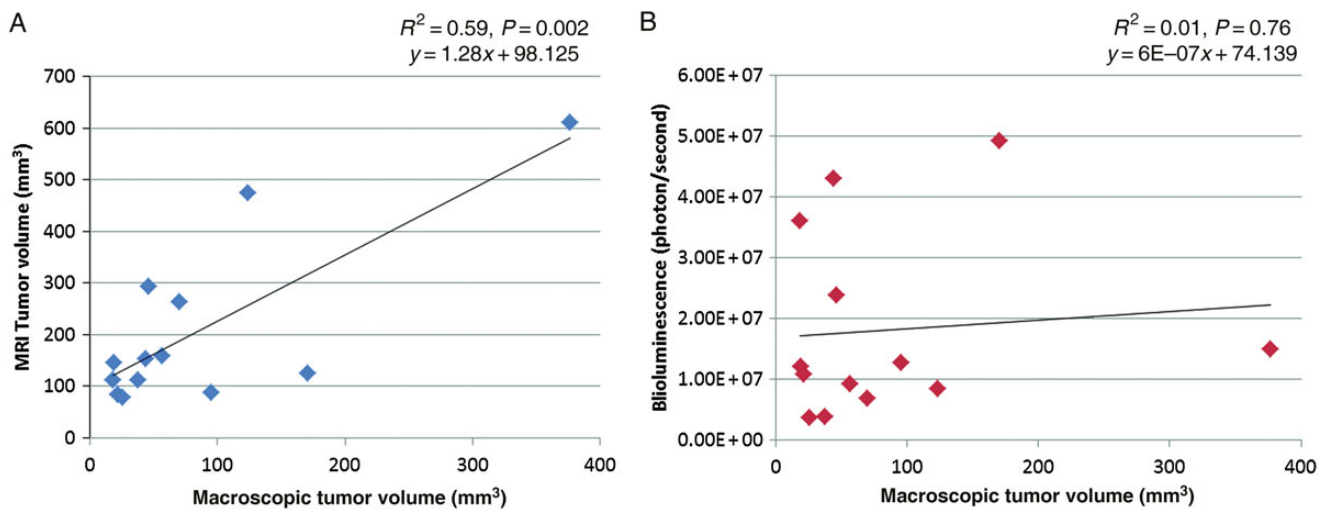 A
R² = 0.59, P = 0.002
y = 1.28x + 98.125
700
600
500
400
300
200
100
0
MRI Tumor volume (mm³)
0 100 200 300 400
Macroscopic tumor volume (mm³)
B
R² = 0.01, P = 0.76
y = 6E–07x + 74.139
6.00E + 07
5.00E + 07
4.00E + 07
3.00E + 07
2.00E + 07
1.00E + 07
0.00E + 00
Blioluminescence (photon/second)
0 100 200 300 400
Macroscopic tumor volume (mm³)